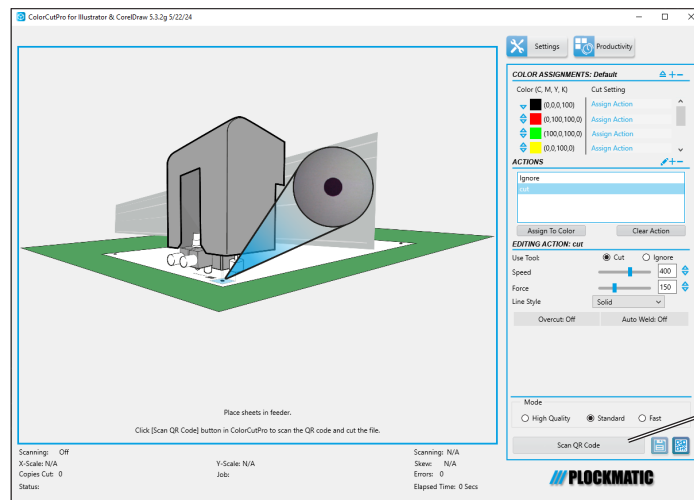 ColorCutPro for Illustrator & CorelDraw 5.3.2g 5/22/24
Settings
Productivity
COLOR ASSIGNMENTS: Default
Color (C, M, Y, K) Cut Setting
(0,0,0,100) Assign Action
(0,100,100,0) Assign Action
(100,0,100,0) Assign Action
(0,0,100,0) Assign Action
ACTIONS
Ignore
cut
Assign To Color Clear Action
EDITING ACTION: cut
Use Tool: Cut Ignore
Speed 400
Force 150
Line Style Solid
Overcut: Off Auto Weld: Off
Place sheets in feeder.
Click [Scan QR Code] button in ColorCutPro to scan the QR code and cut the file.
Mode
High Quality Standard Fast
Scan QR Code
Scanning: Off Scanning: N/A
X-Scale: N/A Y-Scale: N/A Skew: N/A
Copies Cut: 0 Job: Errors: 0
Status: Elapsed Time: 0 Secs
PLOCKMATIC